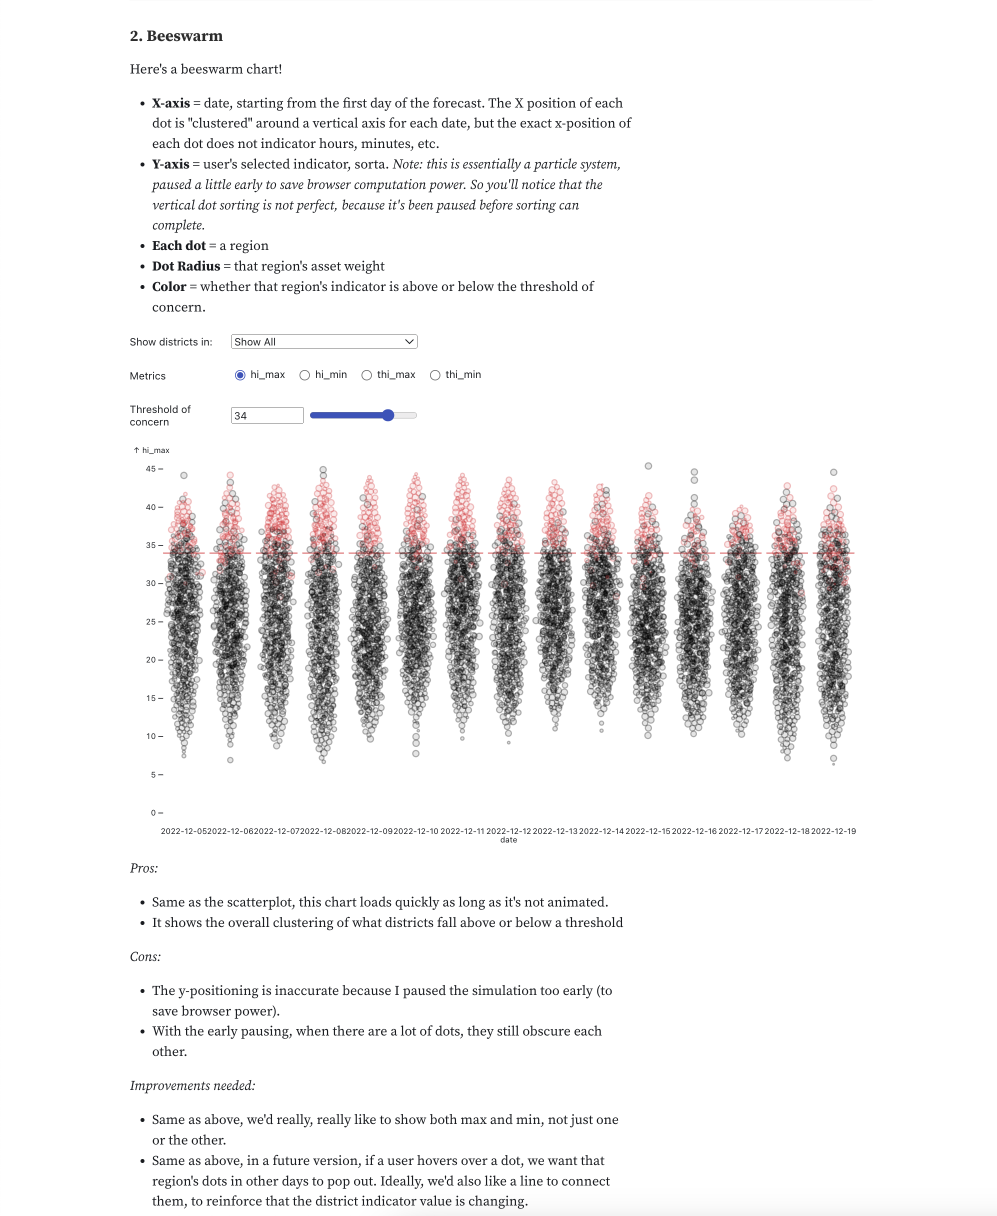 2. Beeswarm
Here's a beeswarm chart!
• X-axis = date, starting from the first day of the forecast. The X position of each
dot is "clustered" around a vertical axis for each date, but the exact x-position of
each dot does not indicator hours, minutes, etc.
• Y-axis = user's selected indicator, sorta. Note: this is essentially a particle system,
paused a little early to save browser computation power. So you'll notice that the
vertical dot sorting is not perfect, because it's been paused before sorting can
complete.
• Each dot = a region
• Dot Radius = that region's asset weight
• Color = whether that region's indicator is above or below the threshold of
concern.
Show districts in: Show All
Metrics hi_max hi_min thi_max thi_min
Threshold of
concern 34
↑ hi_max
45
40
35
30
25
20
15
10
5
0
2022-12-05 2022-12-06 2022-12-07 2022-12-08 2022-12-09 2022-12-10 2022-12-11 2022-12-12 2022-12-13 2022-12-14 2022-12-15 2022-12-16 2022-12-17 2022-12-18 2022-12-19
date
Pros:
• Same as the scatterplot, this chart loads quickly as long as it's not animated.
• It shows the overall clustering of what districts fall above or below a threshold
Cons:
• The y-positioning is inaccurate because I paused the simulation too early (to
save browser power).
• With the early pausing, when there are a lot of dots, they still obscure each
other.
Improvements needed:
• Same as above, we'd really, really like to show both max and min, not just one
or the other.
• Same as above, in a future version, if a user hovers over a dot, we want that
region's dots in other days to pop out. Ideally, we'd also like a line to connect
them, to reinforce that the district indicator value is changing.